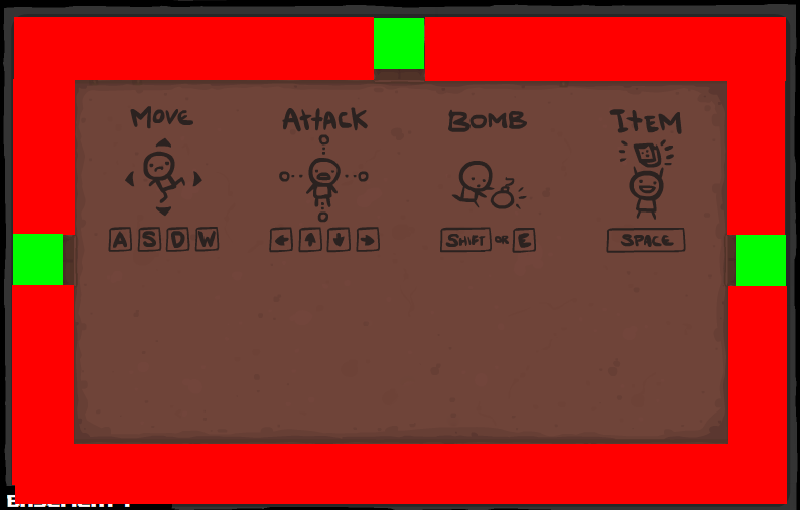 MOVE ATTACK BOMB ITEM
A S D W ← ↑ ↓ → SHIFT OR E SPACE